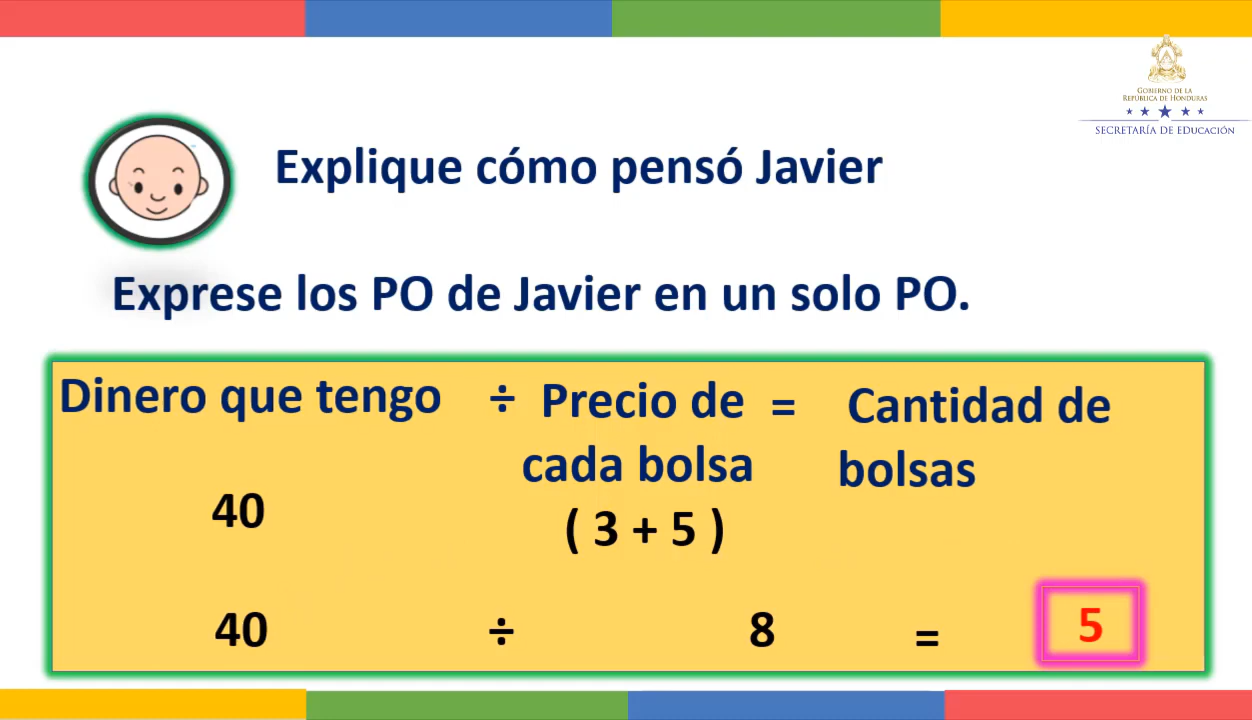 GOBIERNO DE LA
REPÚBLICA DE HONDURAS
SECRETARÍA DE EDUCACIÓN
Explique cómo pensó Javier
Exprese los PO de Javier en un solo PO.
Dinero que tengo ÷ Precio de = Cantidad de
cada bolsa bolsas
40 ( 3 + 5 )
40 ÷ 8 = 5